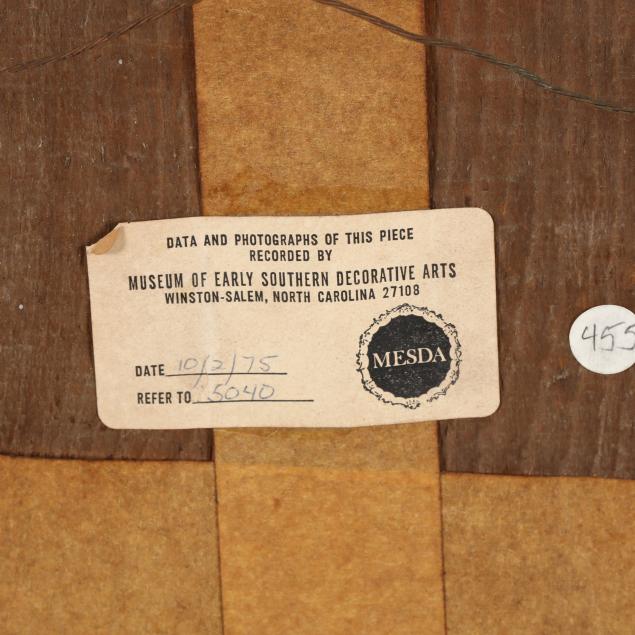 DATA AND PHOTOGRAPHS OF THIS PIECE
RECORDED BY
MUSEUM OF EARLY SOUTHERN DECORATIVE ARTS
WINSTON-SALEM, NORTH CAROLINA 27108
DATE 10/2/75
REFER TO 5040
MESDA
455